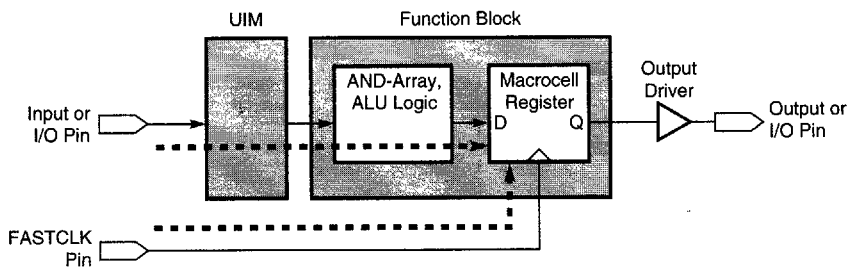 UIM
Function Block
AND-Array,
ALU Logic
Macrocell
Register
D
Q
Output
Driver
Input or
I/O Pin
Output or
I/O Pin
FASTCLK
Pin